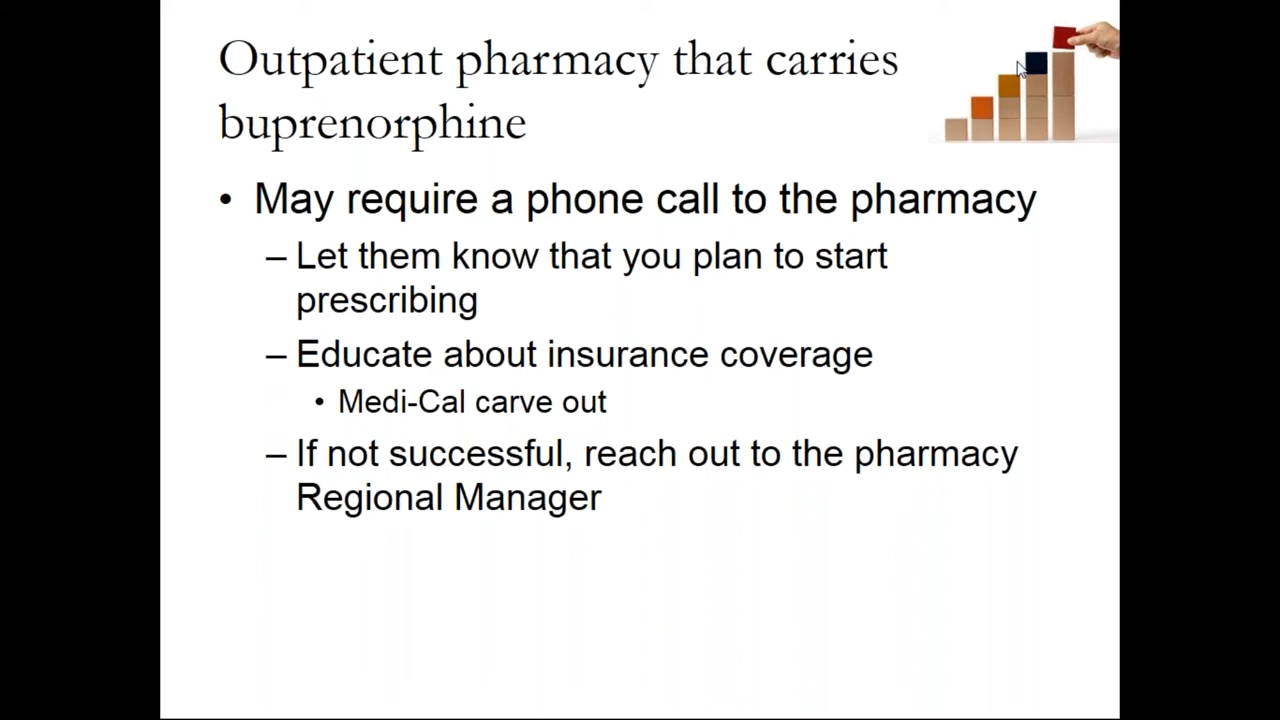 Outpatient pharmacy that carries
buprenorphine
• May require a phone call to the pharmacy
– Let them know that you plan to start
prescribing
– Educate about insurance coverage
• Medi-Cal carve out
– If not successful, reach out to the pharmacy
Regional Manager